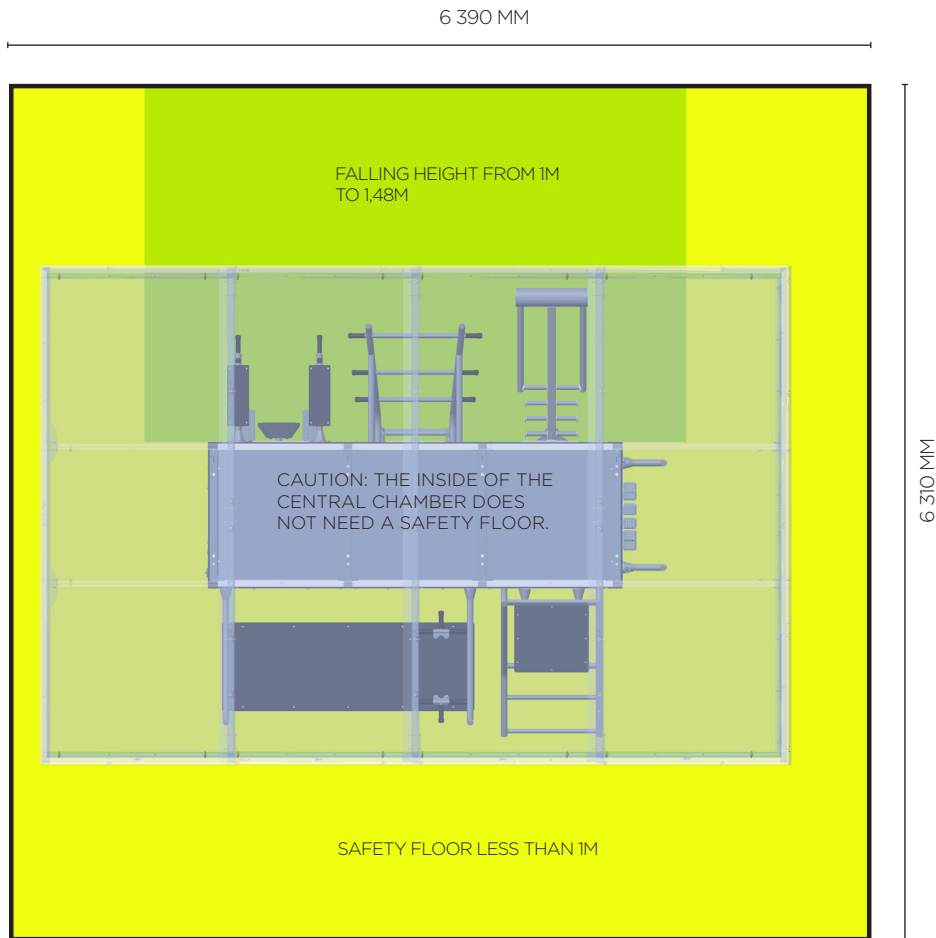 6 390 MM
FALLING HEIGHT FROM 1M
TO 1,48M
6 310 MM
CAUTION: THE INSIDE OF THE
CENTRAL CHAMBER DOES
NOT NEED A SAFETY FLOOR.
SAFETY FLOOR LESS THAN 1M